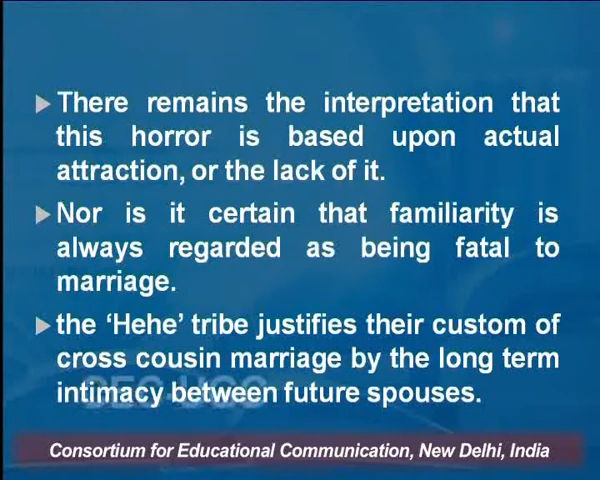 There remains the interpretation that
this horror is based upon actual
attraction, or the lack of it.
Nor is it certain that familiarity is
always regarded as being fatal to
marriage.
the ‘Hehe’ tribe justifies their custom of
cross cousin marriage by the long term
intimacy between future spouses.
CEC-UGC
Consortium for Educational Communication, New Delhi, India